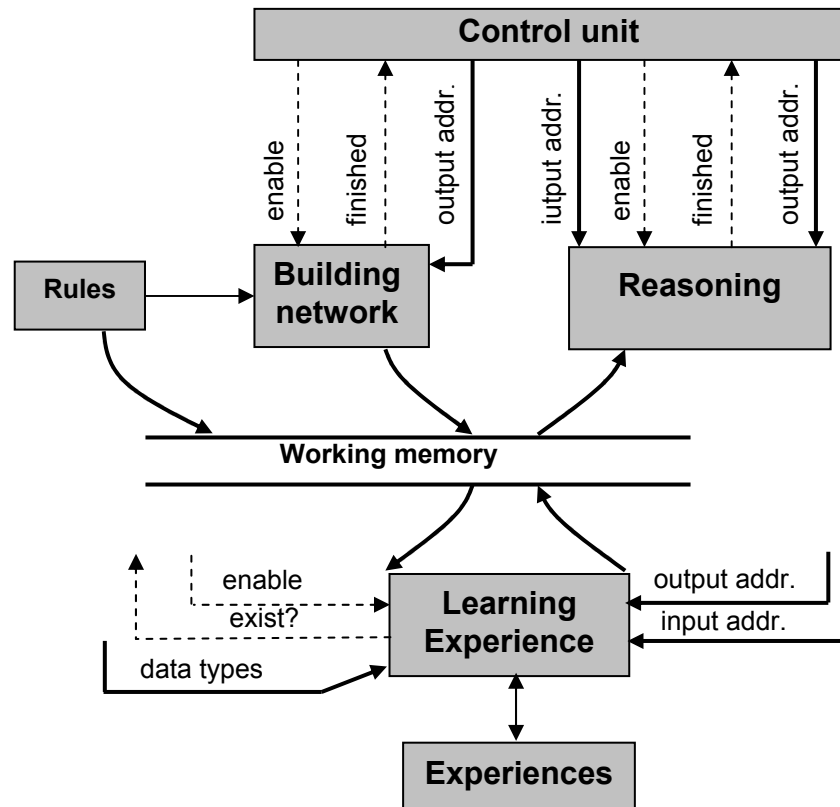 Control unit
enable
finished
output addr.
iutput addr.
enable
finished
output addr.
Rules
Building
network
Reasoning
Working memory
enable
exist?
data types
Learning
Experience
output addr.
input addr.
Experiences